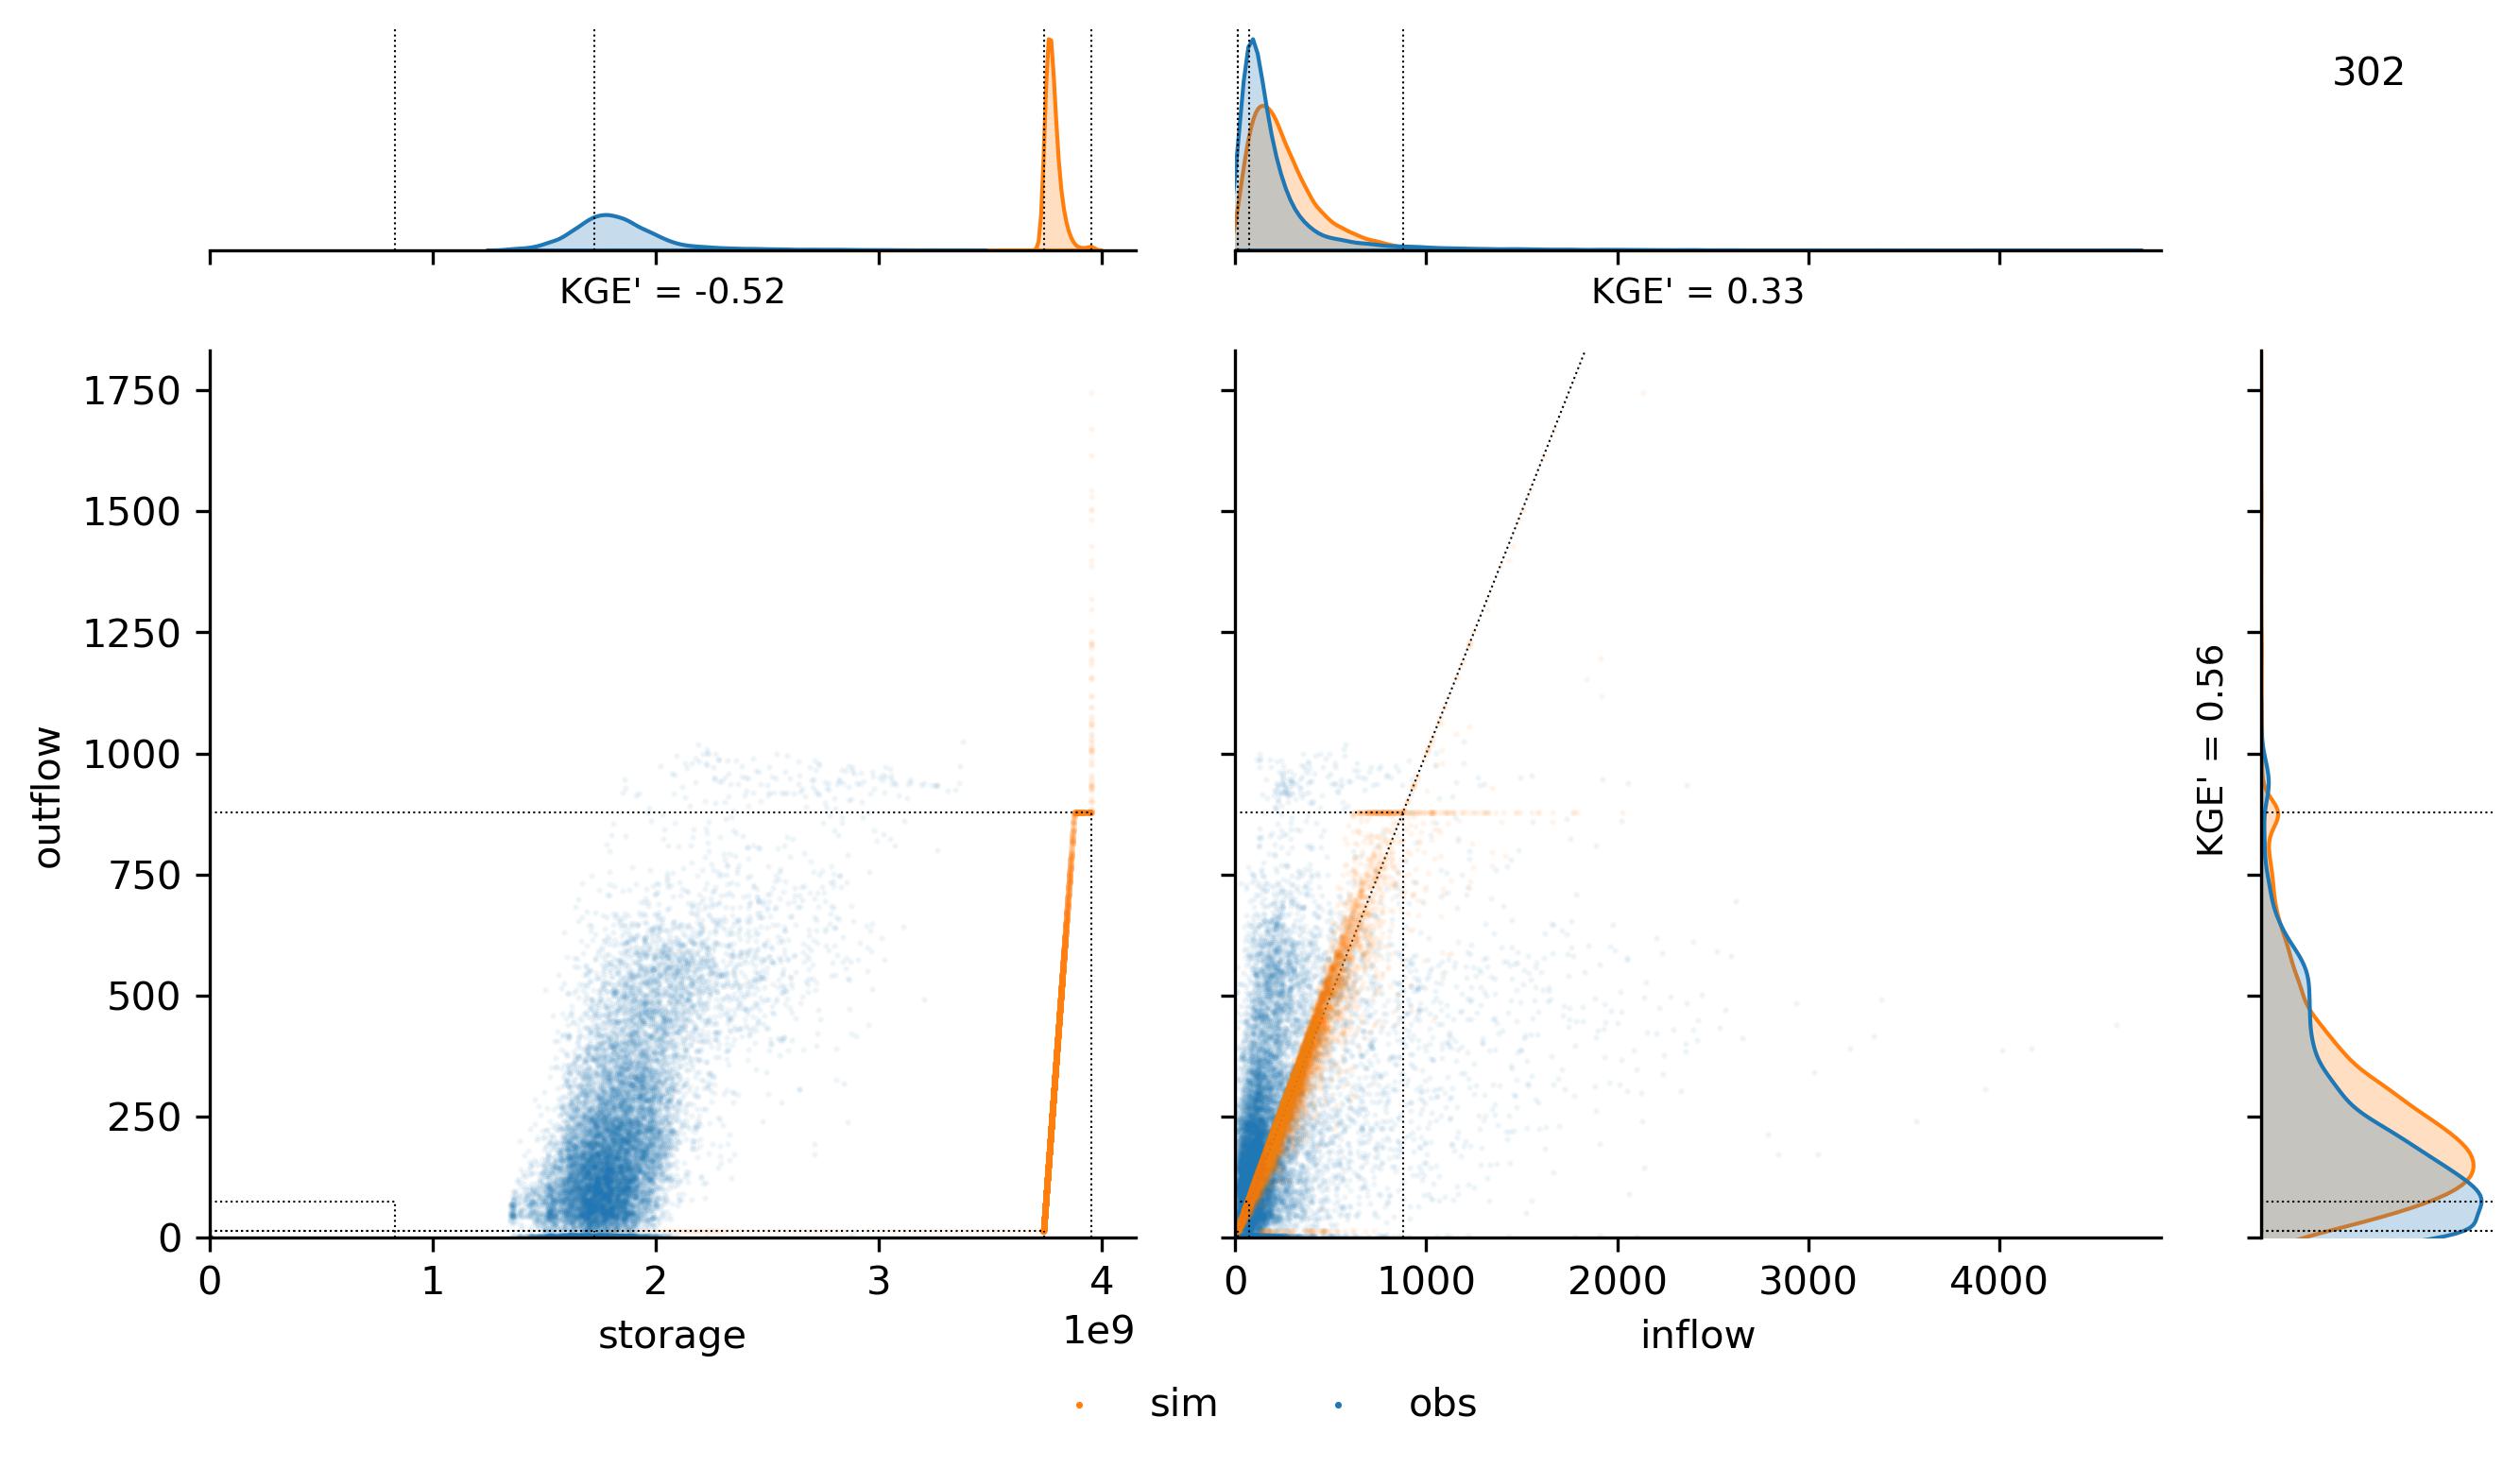 302
KGE' = -0.52
KGE' = 0.33
1750
1500
1250
1000
750
500
250
0
outflow
KGE' = 0.56
0 1 2 3 4
1e9
storage
0 1000 2000 3000 4000
inflow
sim obs